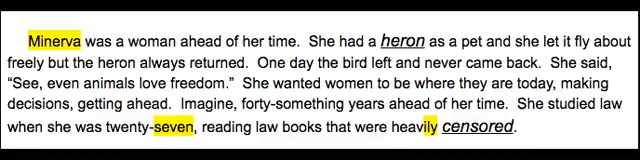 Minerva was a woman ahead of her time.  She had a heron as a pet and she let it fly about
freely but the heron always returned.  One day the bird left and never came back.  She said,
“See, even animals love freedom.”  She wanted women to be where they are today, making
decisions, getting ahead.  Imagine, forty-something years ahead of her time.  She studied law
when she was twenty-seven, reading law books that were heavily censored.